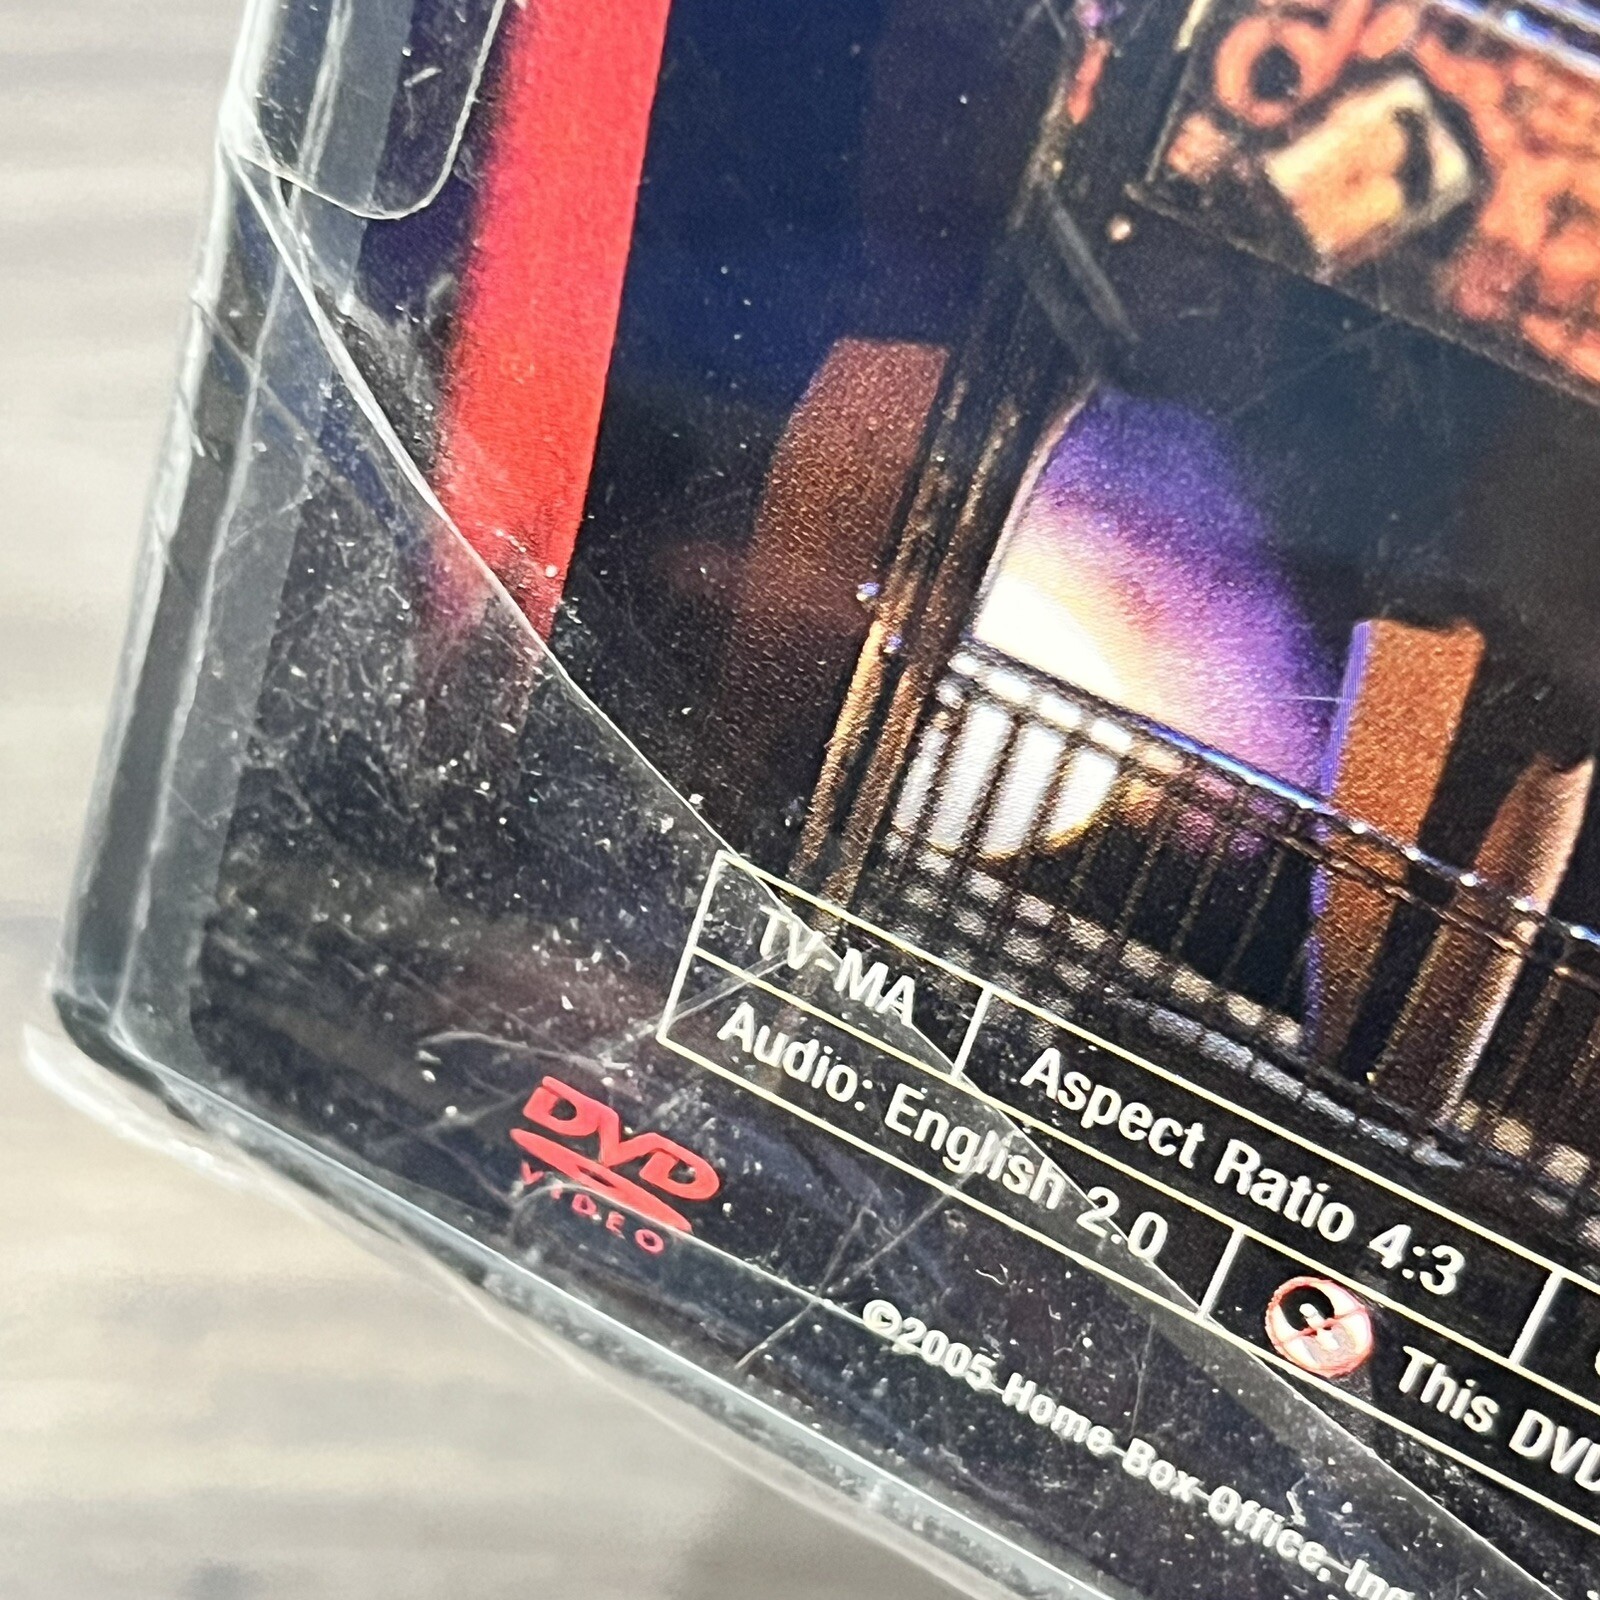 TV-MA
Aspect Ratio 4:3
Audio: English 2.0
This DVD
DVD
VIDEO
©2005 Home Box Office, Inc